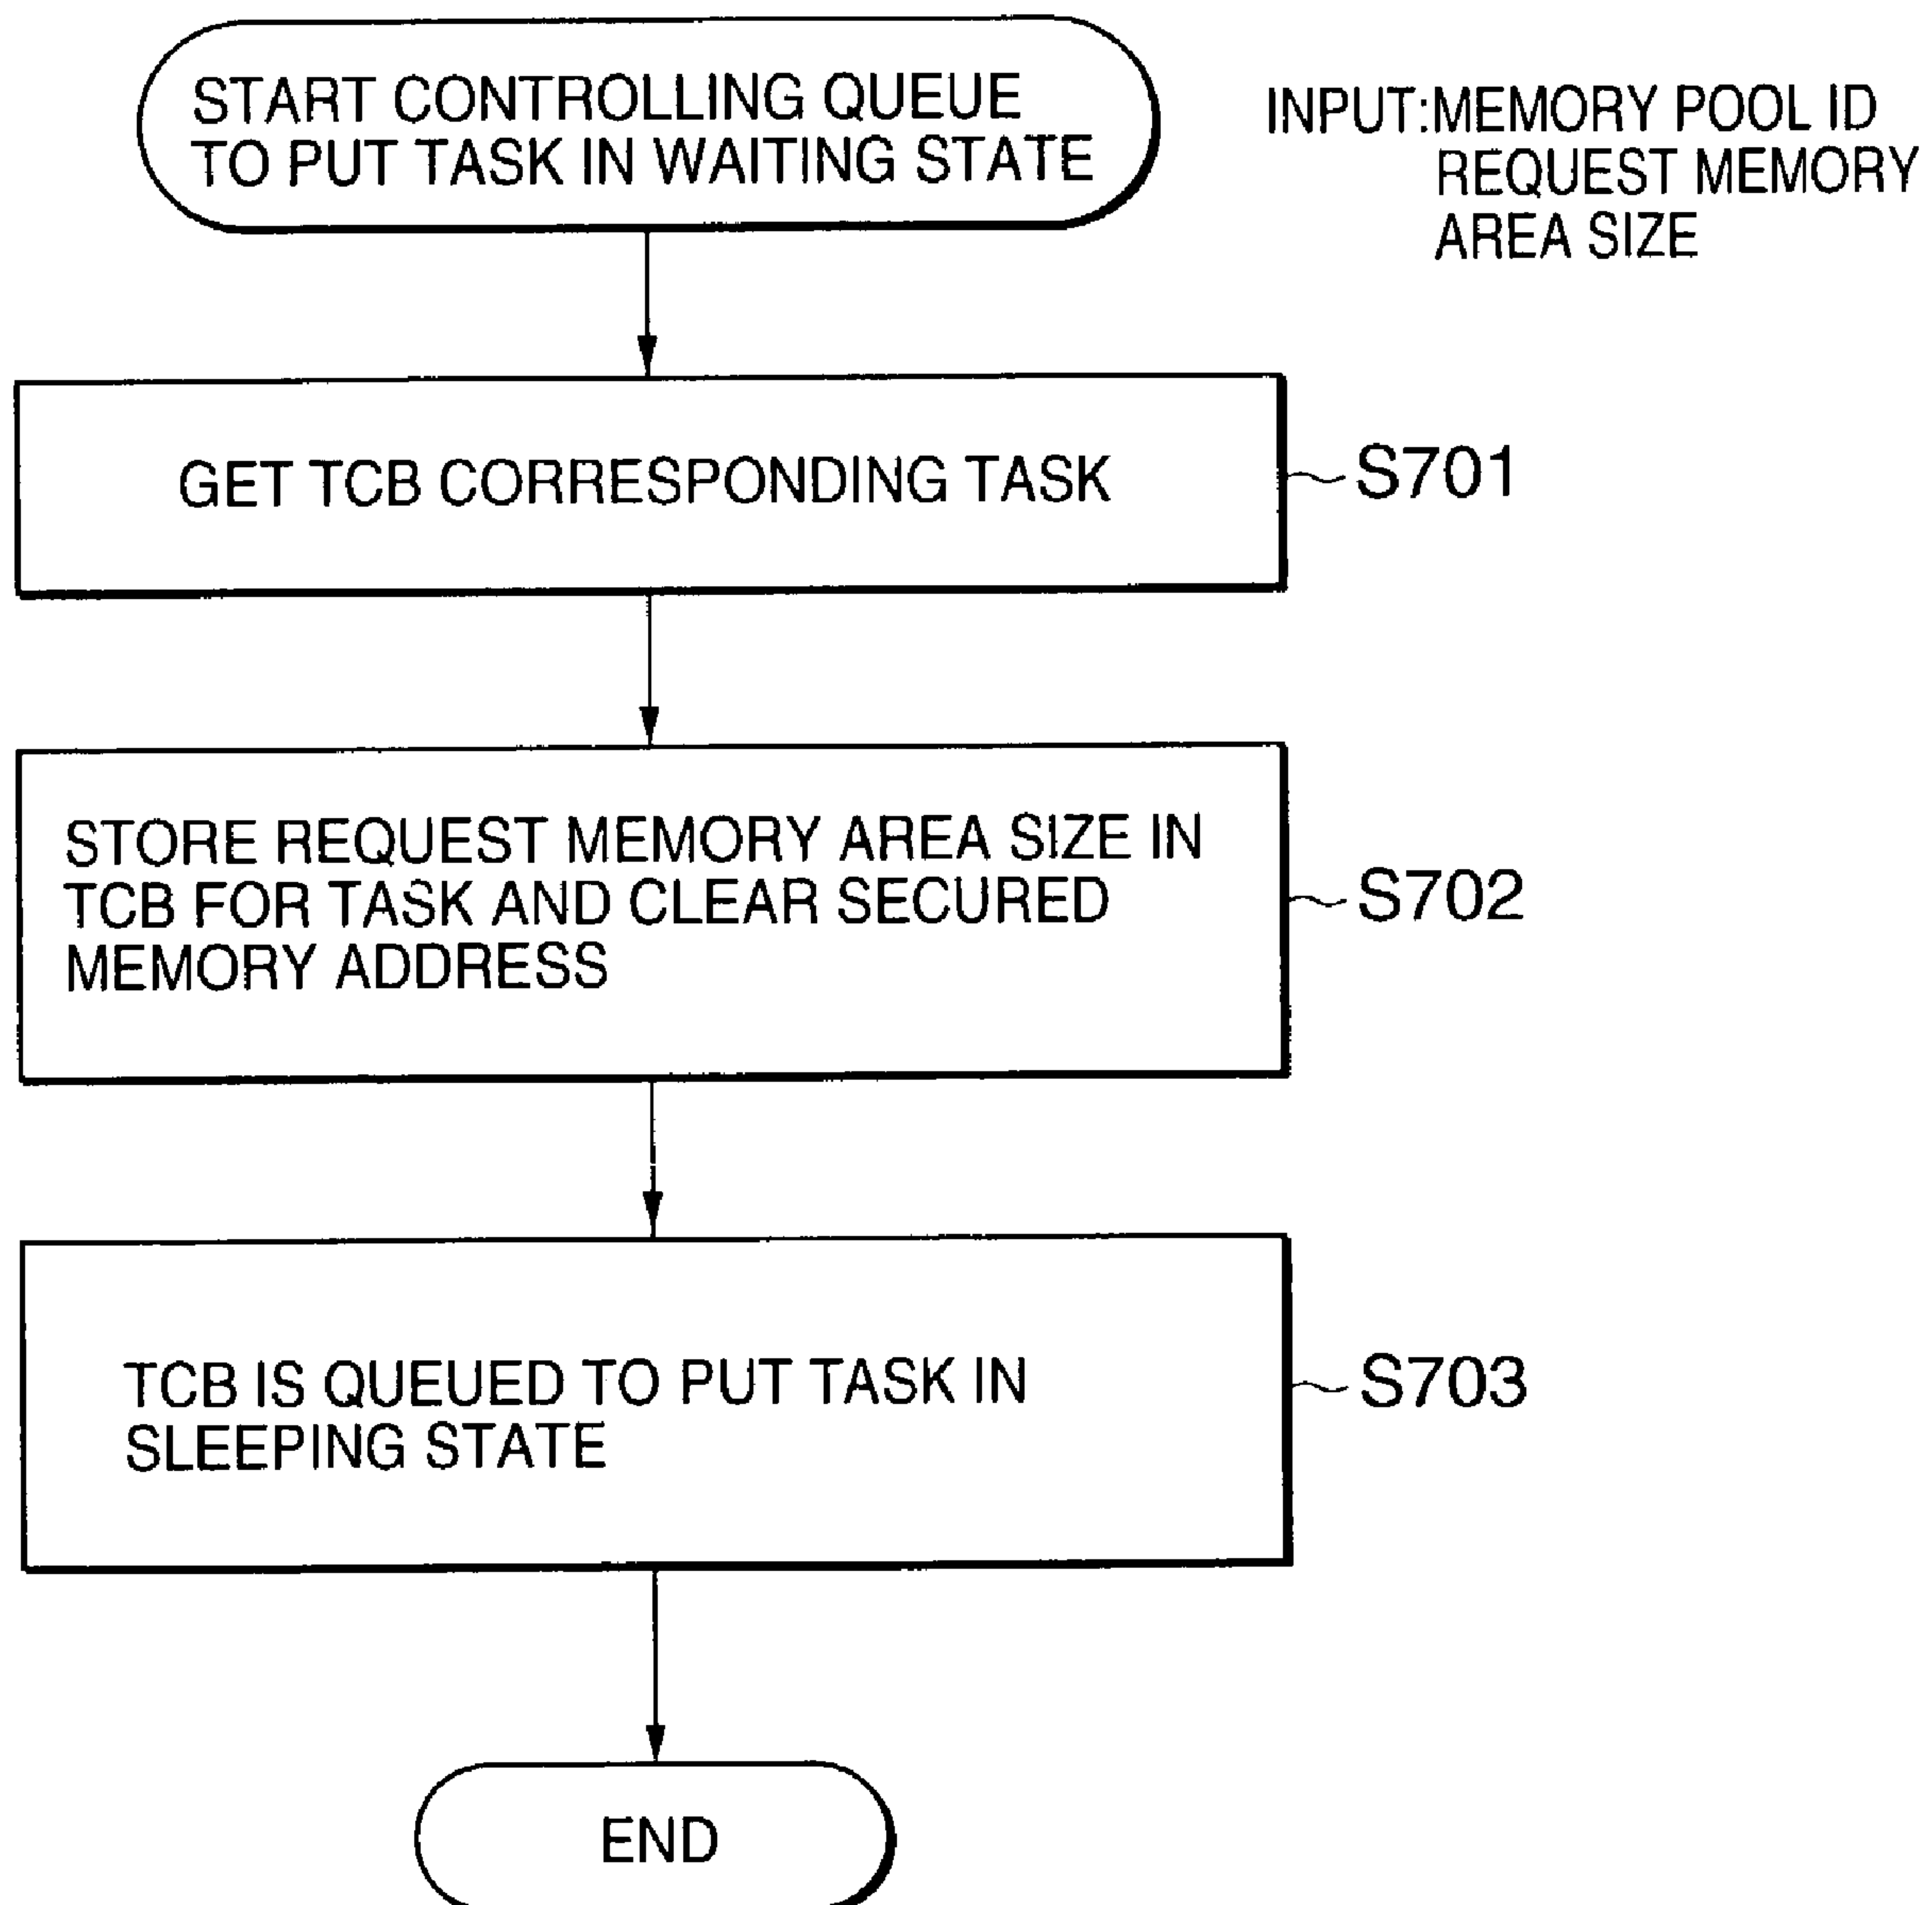 START CONTROLLING QUEUE
TO PUT TASK IN WAITING STATE
INPUT:MEMORY POOL ID
REQUEST MEMORY
AREA SIZE
GET TCB CORRESPONDING TASK
S701
STORE REQUEST MEMORY AREA SIZE IN
TCB FOR TASK AND CLEAR SECURED
MEMORY ADDRESS
S702
TCB IS QUEUED TO PUT TASK IN
SLEEPING STATE
S703
END